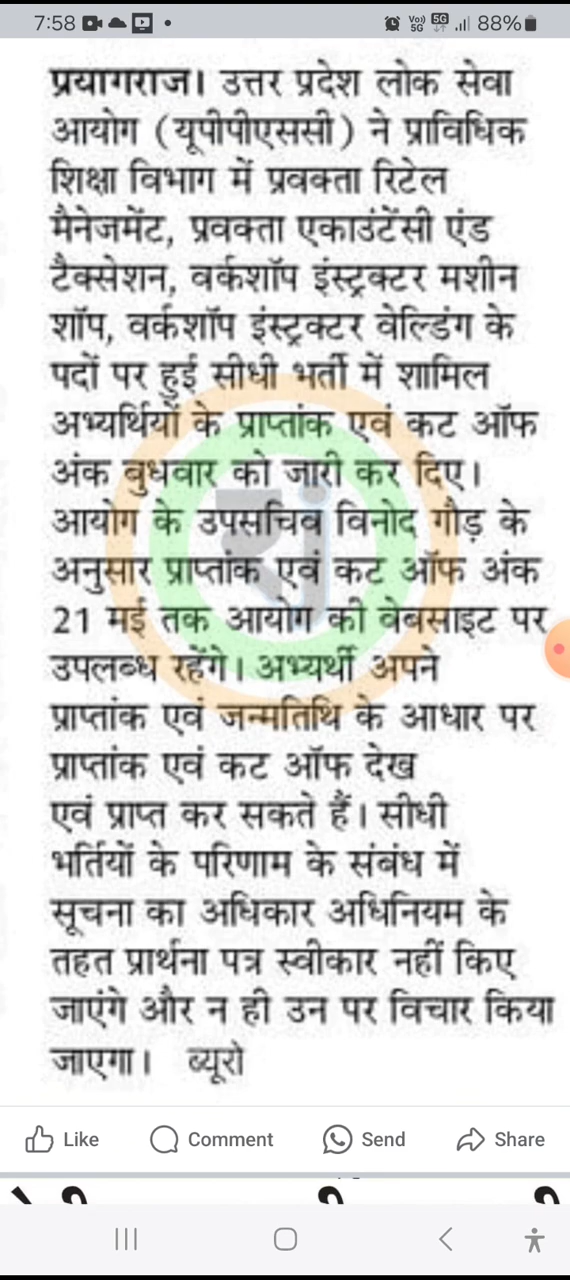 7:58
Vo)) 5G 5G 88%
प्रयागराज। उत्तर प्रदेश लोक सेवा
आयोग (यूपीपीएससी) ने प्राविधिक
शिक्षा विभाग में प्रवक्ता रिटेल
मैनेजमेंट, प्रवक्ता एकाउंटेंसी एंड
टैक्सेशन, वर्कशॉप इंस्ट्रक्टर मशीन
शॉप, वर्कशॉप इंस्ट्रक्टर वेल्डिंग के
पदों पर हुई सीधी भर्ती में शामिल
अभ्यर्थियों के प्राप्तांक एवं कट ऑफ
अंक बुधवार को जारी कर दिए।
आयोग के उपसचिव विनोद गौड़ के
अनुसार प्राप्तांक एवं कट ऑफ अंक
21 मई तक आयोग की वेबसाइट पर
उपलब्ध रहेंगे। अभ्यर्थी अपने
प्राप्तांक एवं जन्मतिथि के आधार पर
प्राप्तांक एवं कट ऑफ देख
एवं प्राप्त कर सकते हैं। सीधी
भर्तियों के परिणाम के संबंध में
सूचना का अधिकार अधिनियम के
तहत प्रार्थना पत्र स्वीकार नहीं किए
जाएंगे और न ही उन पर विचार किया
जाएगा। ब्यूरो
Like Comment Send Share